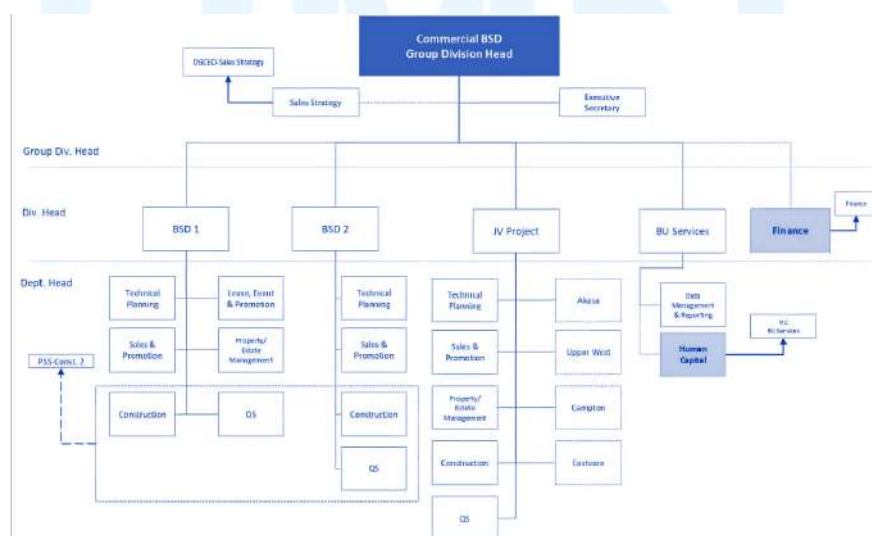 Commercial BSD
Group Division Head
DGCEO-Sales Strategy
Sales Strategy
Executive
Secretary
Group Div. Head
Div. Head
BSD 1
BSD 2
JV Project
BU Services
Finance
Finance
Dept. Head
Technical
Planning
Lease, Event
& Promotion
Technical
Planning
Technical
Planning
Akasa
Data
Management
& Reporting
Sales &
Promotion
Property/
Estate
Management
Sales &
Promotion
Sales &
Promotion
Upper West
Human
Capital
BU Services
PSS-Const. 2
Construction
QS
Construction
Property/
Estate
Management
Campton
QS
Construction
Eastvara
QS